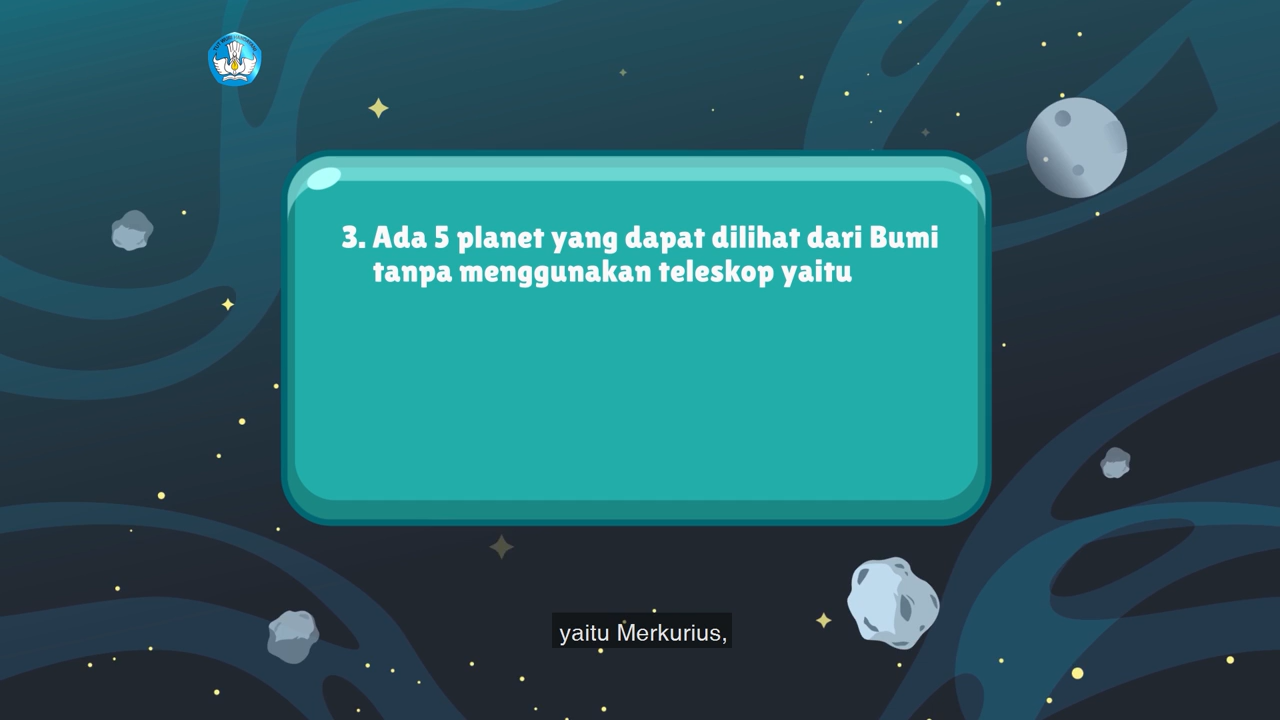 3. Ada 5 planet yang dapat dilihat dari Bumi
tanpa menggunakan teleskop yaitu
yaitu Merkurius,